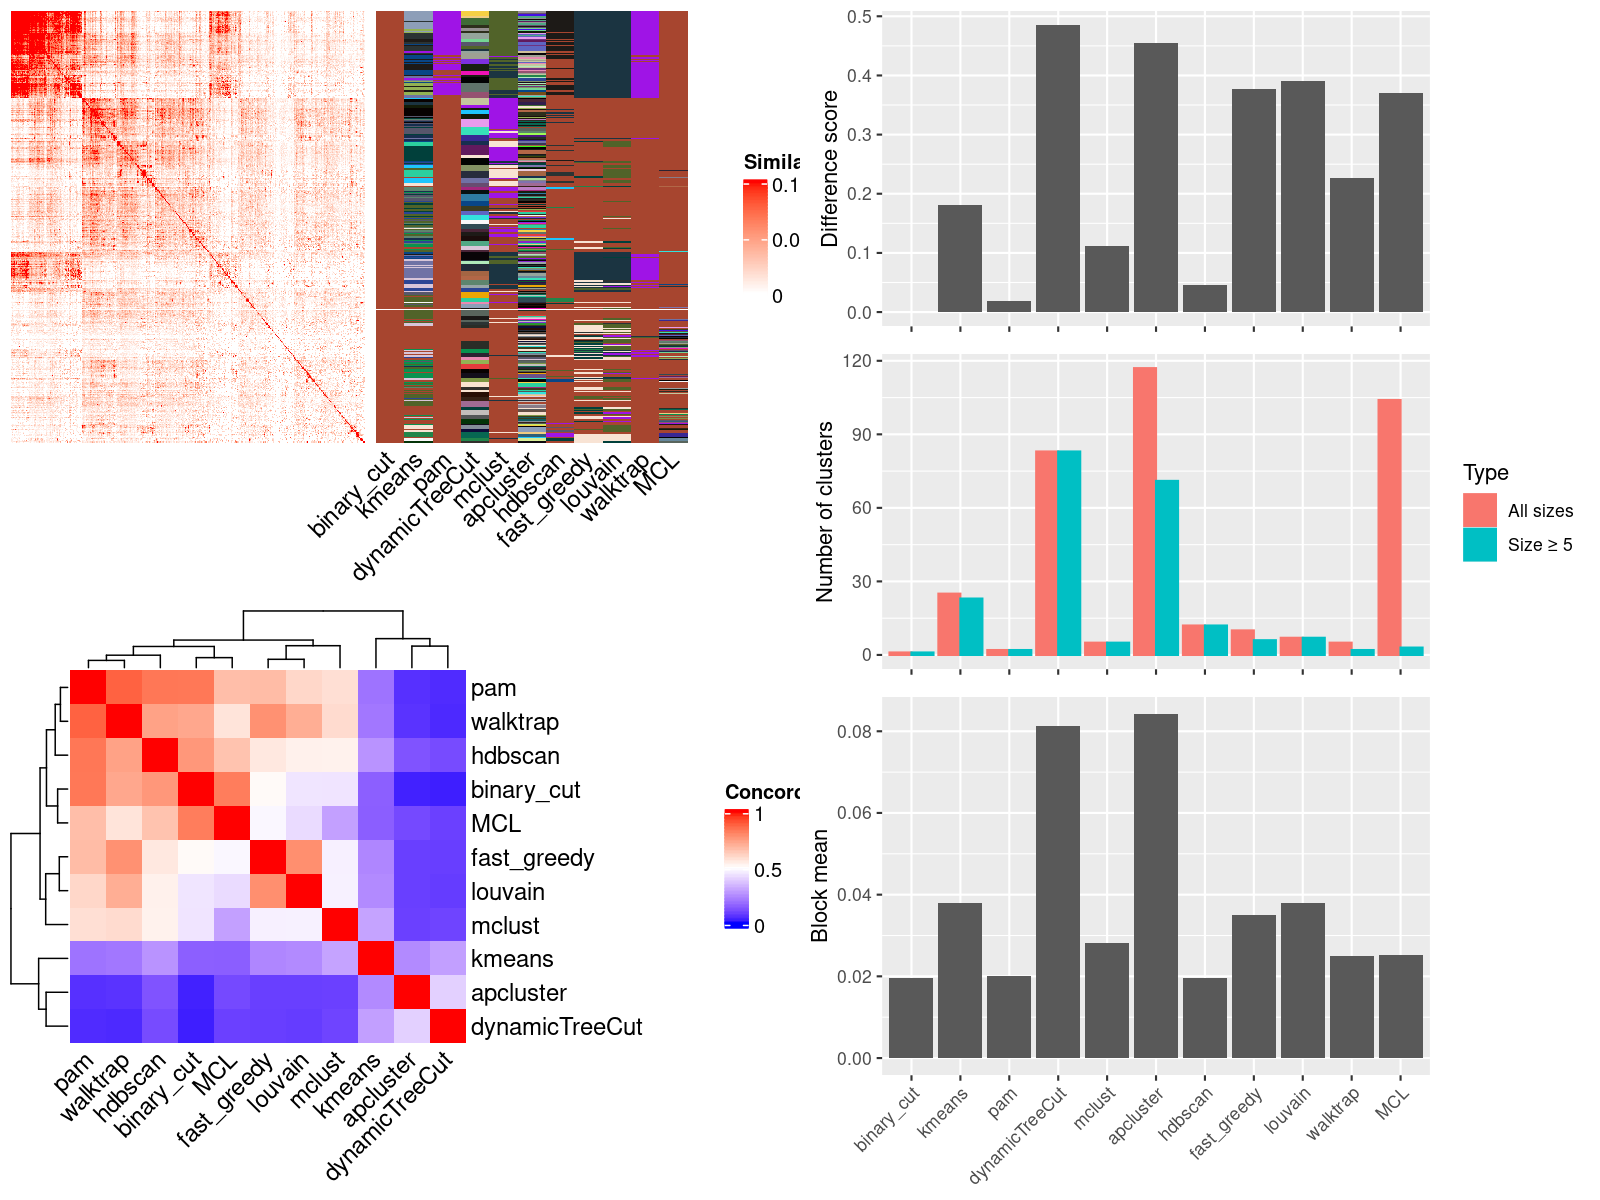 Simila
0.1
0.0
0
binary_cut
kmeans
pam
dynamicTreeCut
mclust
apcluster
hdbscan
fast_greedy
louvain
walktrap
MCL
Difference score
0.5
0.4
0.3
0.2
0.1
0.0
Number of clusters
120
90
60
30
0
Type
All sizes
Size ≥ 5
pam
walktrap
hdbscan
binary_cut
MCL
fast_greedy
louvain
mclust
kmeans
apcluster
dynamicTreeCut
pam
walktrap
hdbscan
binary_cut
MCL
fast_greedy
louvain
mclust
kmeans
apcluster
dynamicTreeCut
Concord
1
0.5
0
Block mean
0.08
0.06
0.04
0.02
0.00
binary_cut
kmeans
pam
dynamicTreeCut
mclust
apcluster
hdbscan
fast_greedy
louvain
walktrap
MCL